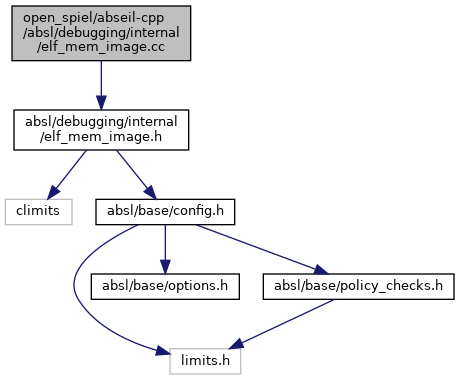 open_spiel/abseil-cpp
/absl/debugging/internal
/elf_mem_image.cc
absl/debugging/internal
/elf_mem_image.h
climits
absl/base/config.h
absl/base/options.h
absl/base/policy_checks.h
limits.h